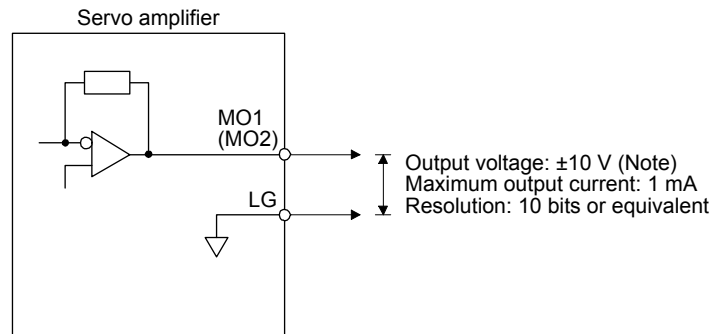 Servo amplifier
MO1
(MO2)
LG
Output voltage: ±10 V (Note)
Maximum output current: 1 mA
Resolution: 10 bits or equivalent